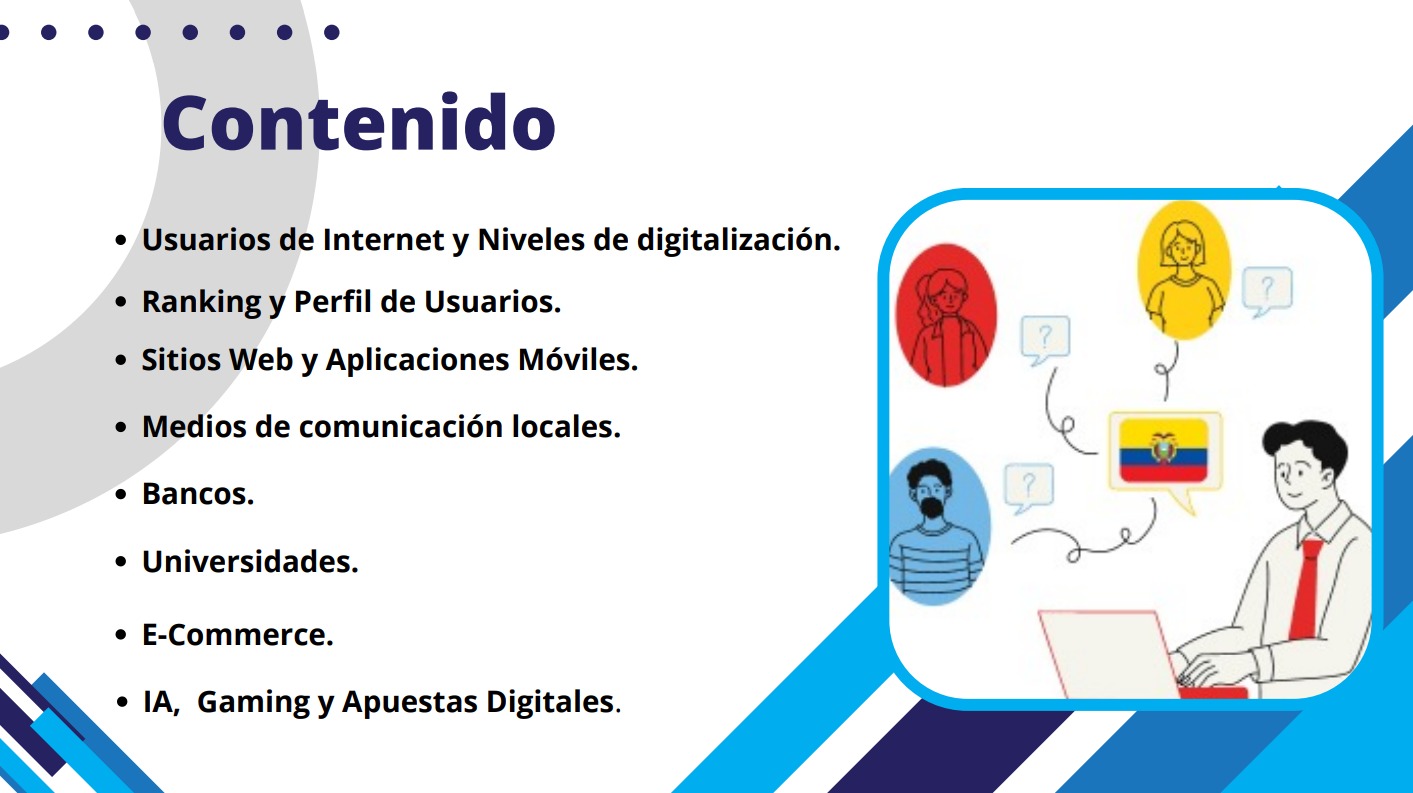 Contenido
• Usuarios de Internet y Niveles de digitalización.
• Ranking y Perfil de Usuarios.
• Sitios Web y Aplicaciones Móviles.
• Medios de comunicación locales.
• Bancos.
• Universidades.
• E-Commerce.
• IA,  Gaming y Apuestas Digitales.
?
?
?